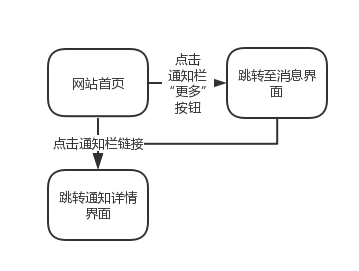 网站首页
点击
通知栏
“更多”
按钮
跳转至消息界
面
点击通知栏链接
跳转通知详情
界面